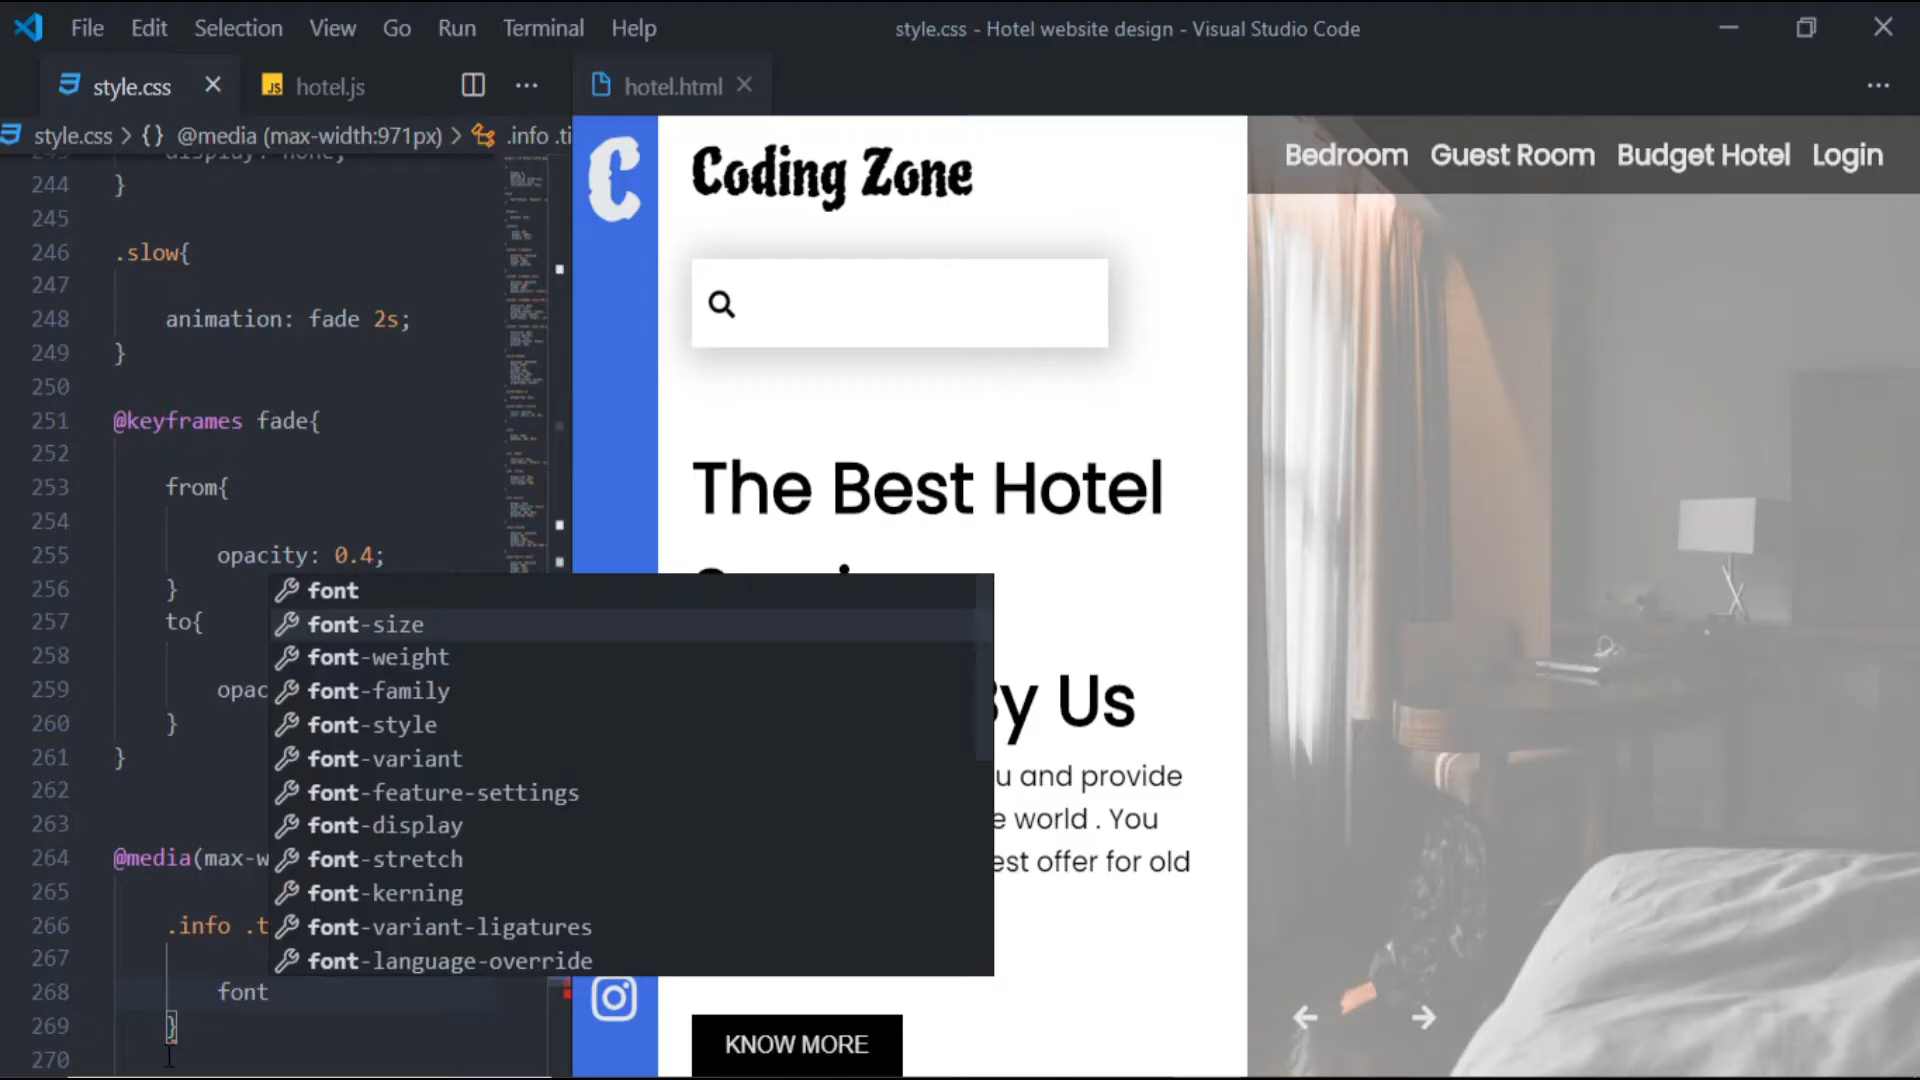 File Edit Selection View Go Run Terminal Help
style.css - Hotel website design - Visual Studio Code
style.css hotel.js
hotel.html
style.css > {} @media (max-width:971px) > .info .ti
display: none;
244 }
245
246 .slow{
247
248 animation: fade 2s;
249 }
250
251 @keyframes fade{
252
253 from{
254
255 opacity: 0.4;
256 }
257 to{
258
259 opac
260 }
261 }
262
263
264 @media(max-w
265
266 .info .t
267
268 font
269 }
270
font
font-size
font-weight
font-family
font-style
font-variant
font-feature-settings
font-display
font-stretch
font-kerning
font-variant-ligatures
font-language-override
C
Coding Zone
Bedroom Guest Room Budget Hotel Login
The Best Hotel
By Us
u and provide
e world . You
est offer for old
KNOW MORE